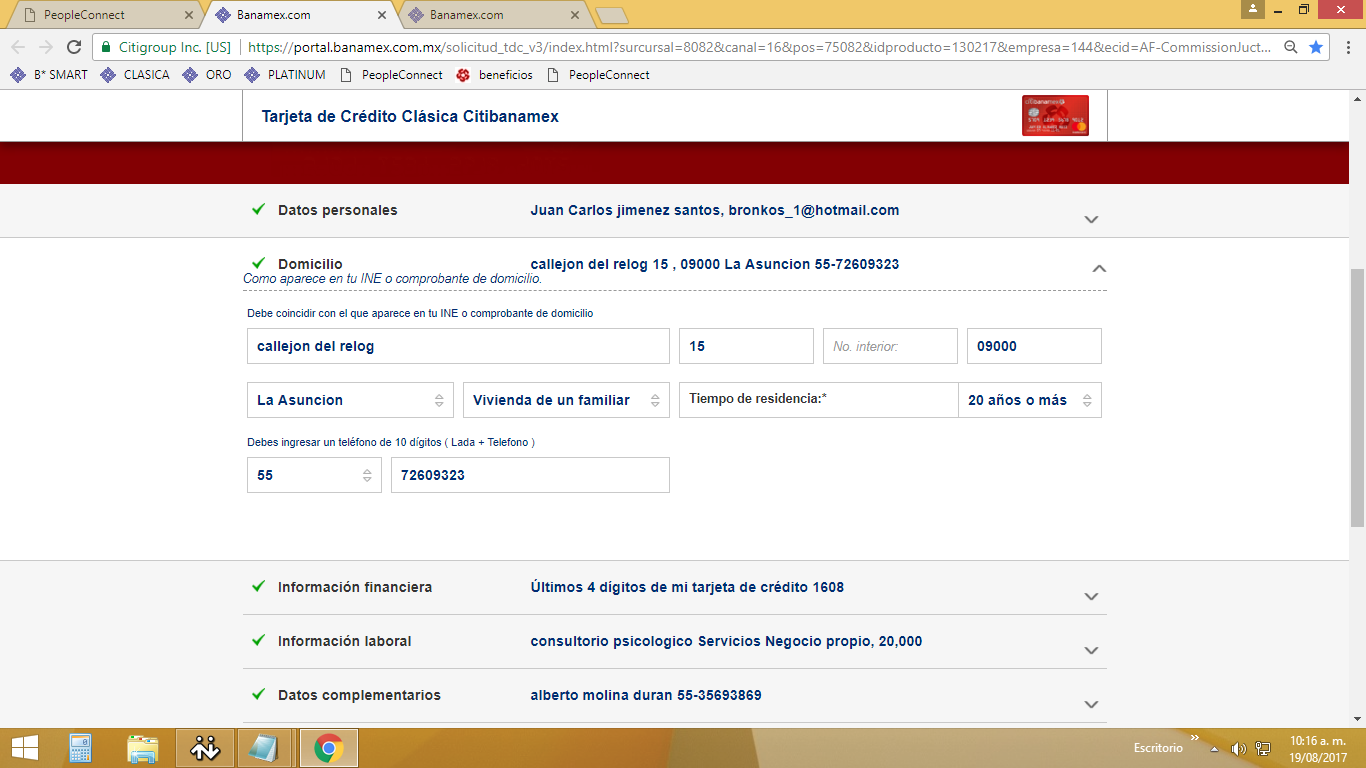 PeopleConnect
Banamex.com
Banamex.com
Citigroup Inc. [US] https://portal.banamex.com.mx/solicitud_tdc_v3/index.html?surcursal=8082&canal=16&pos=75082&idproducto=130217&empresa=144&ecid=AF-CommissionJuct...
B* SMART CLASICA ORO PLATINUM PeopleConnect beneficios PeopleConnect
Tarjeta de Crédito Clásica Citibanamex
Datos personales Juan Carlos jimenez santos, bronkos_1@hotmail.com
Domicilio callejon del relog 15 , 09000 La Asuncion 55-72609323
Como aparece en tu INE o comprobante de domicilio.
Debe coincidir con el que aparece en tu INE o comprobante de domicilio
callejon del relog 15 No. interior: 09000
La Asuncion Vivienda de un familiar Tiempo de residencia:* 20 años o más
Debes ingresar un teléfono de 10 dígitos ( Lada + Telefono )
55 72609323
Información financiera Últimos 4 dígitos de mi tarjeta de crédito 1608
Información laboral consultorio psicologico Servicios Negocio propio, 20,000
Datos complementarios alberto molina duran 55-35693869
Escritorio
10:16 a. m.
19/08/2017